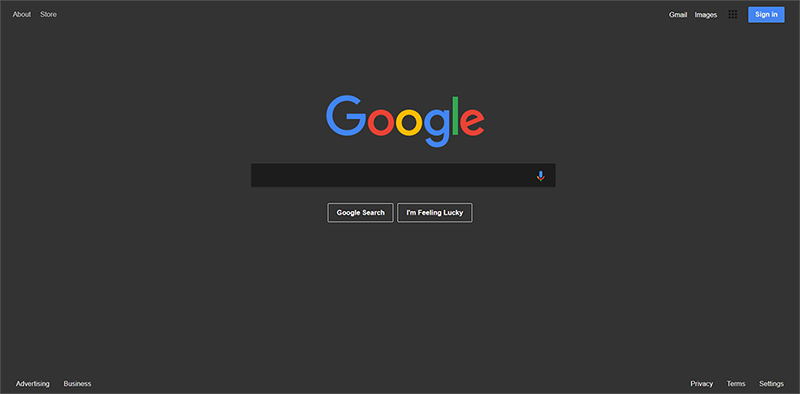 About Store Gmail Images Sign in
Google
Google Search I'm Feeling Lucky
Advertising Business Privacy Terms Settings